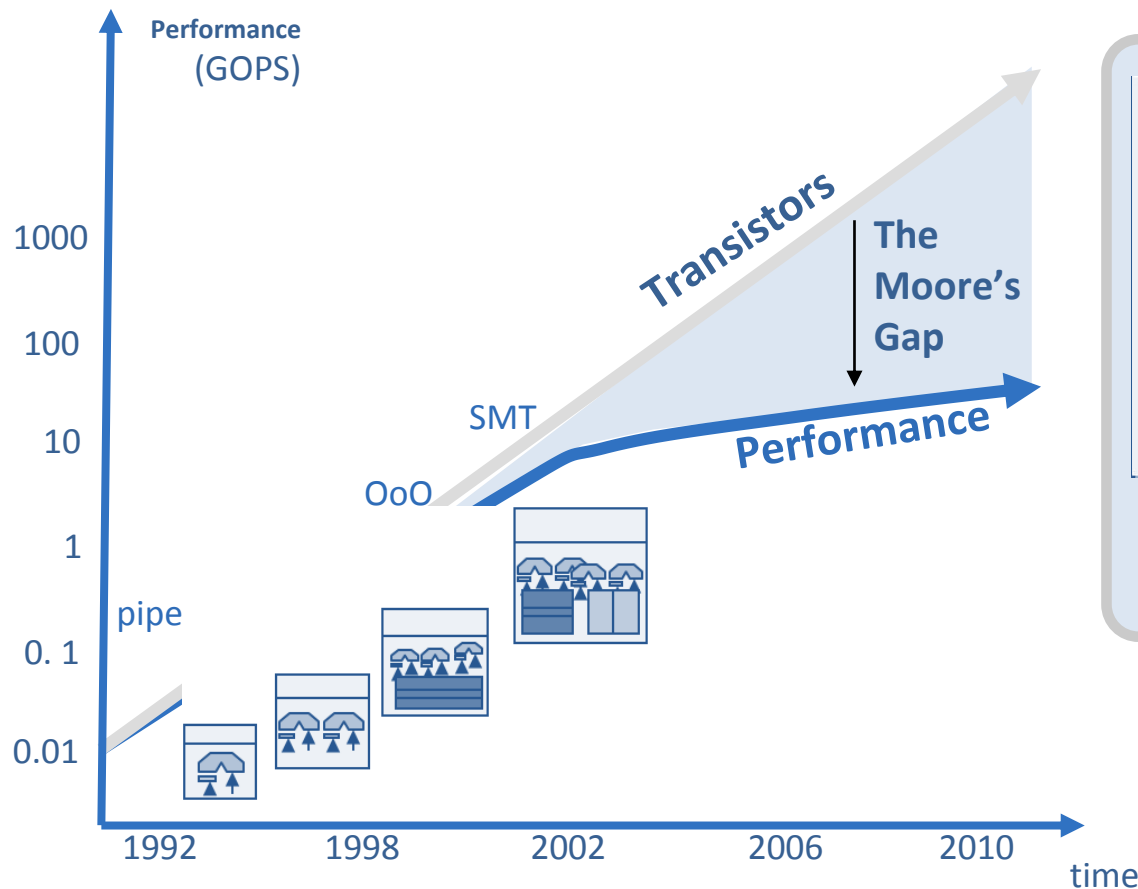 Performance
(GOPS)
1000
100
10
1
0. 1
0.01
Transistors
The
Moore's
Gap
Performance
SMT
OoO
pipe
1992
1998
2002
2006
2010
time